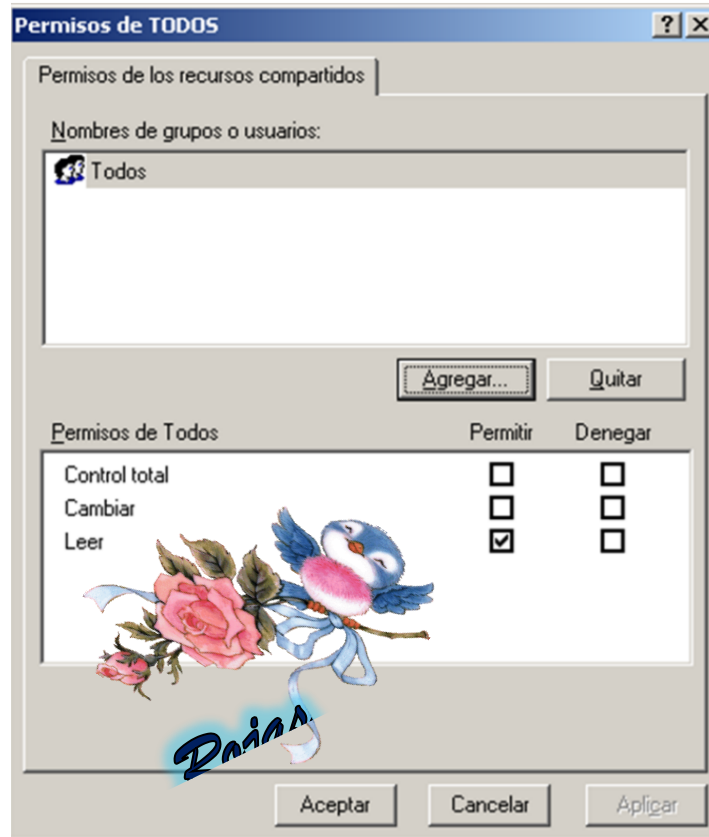 Permisos de TODOS
Permisos de los recursos compartidos
Nombres de grupos o usuarios:
Todos
Agregar... Quitar
Permisos de Todos Permitir Denegar
Control total
Cambiar
Leer
Rojas
Aceptar Cancelar Aplicar